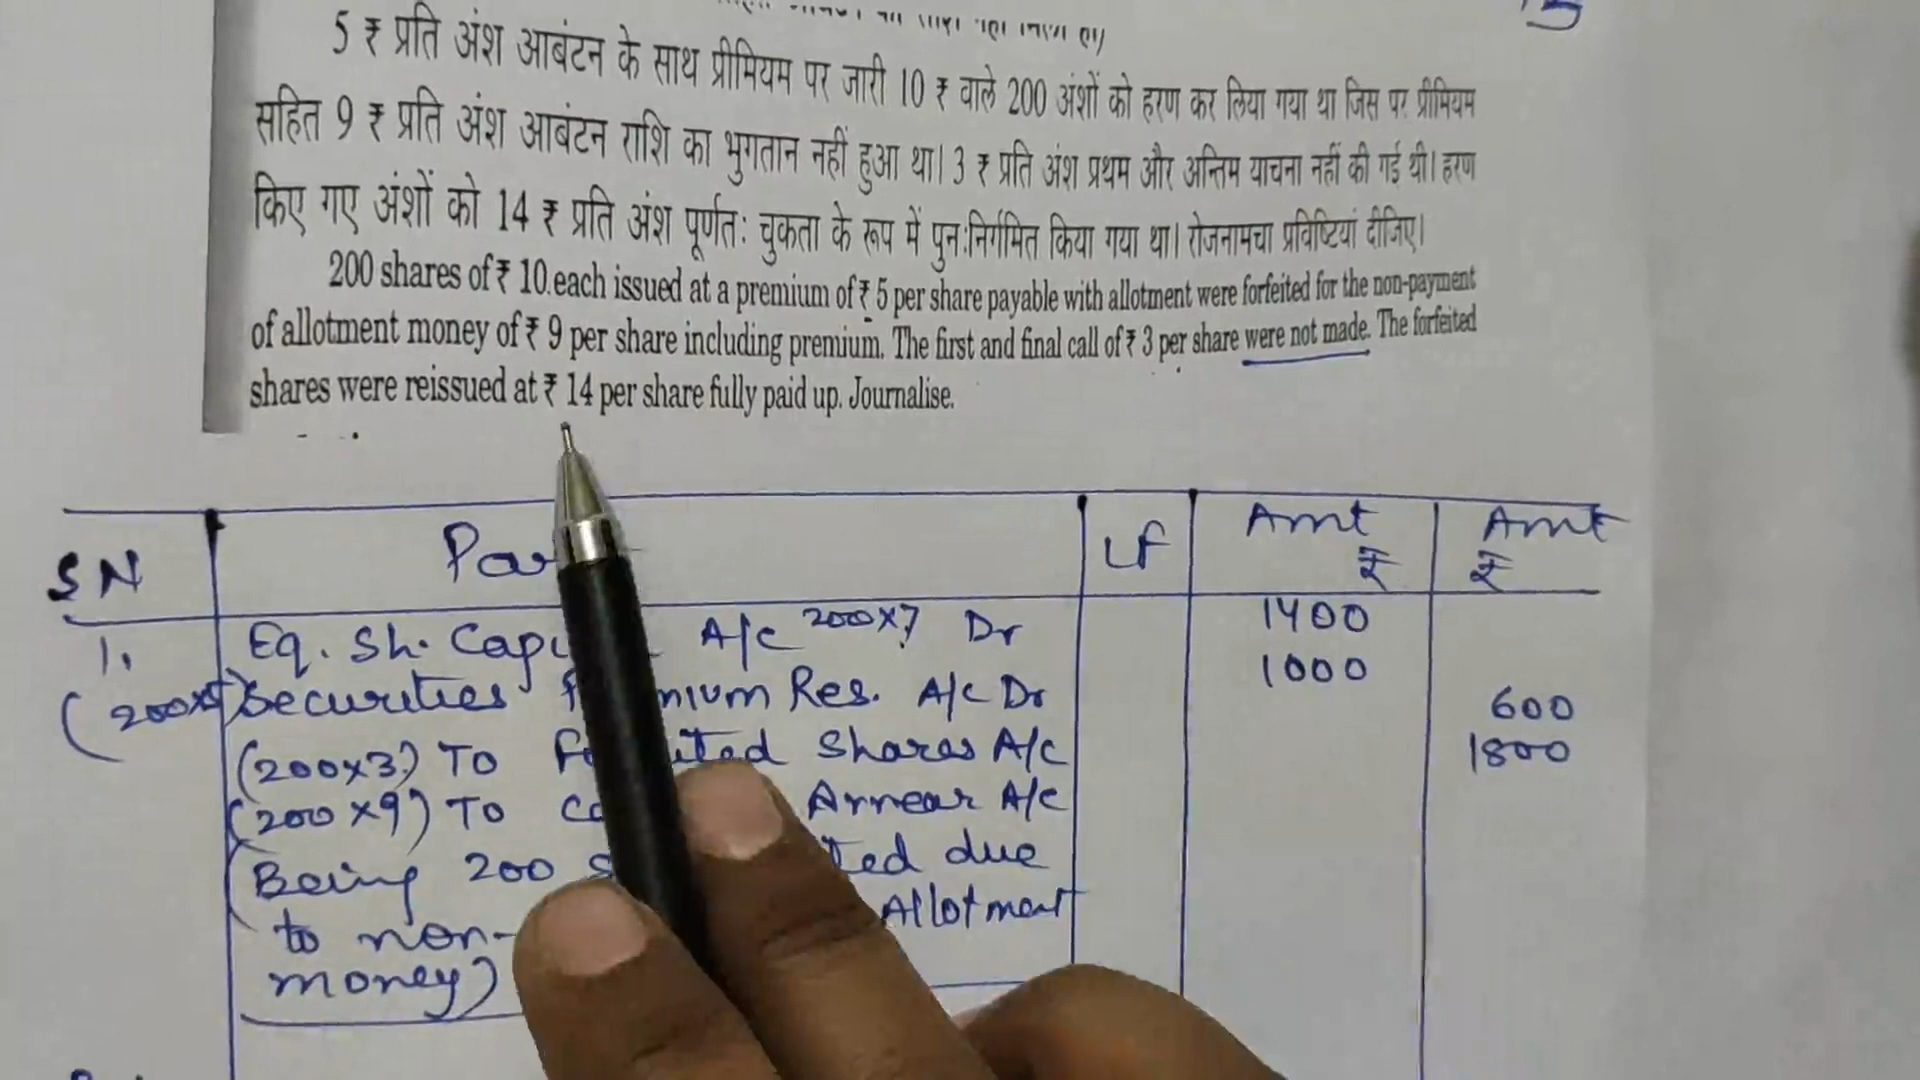 5 ₹ प्रति अंश आबंटन के साथ प्रीमियम पर जारी 10 ₹ वाले 200 अंशों को हरण कर लिया गया था जिस पर प्रीमियम
सहित 9 ₹ प्रति अंश आबंटन राशि का भुगतान नहीं हुआ था। 3 ₹ प्रति अंश प्रथम और अन्तिम याचना नहीं की गई थी। हरण
किए गए अंशों को 14 ₹ प्रति अंश पूर्णतः चुकता के रूप में पुनःनिर्गमित किया गया था। रोजनामचा प्रविष्टियां दीजिए।
200 shares of ₹ 10 each issued at a premium of ₹ 5 per share payable with allotment were forfeited for the non-payment
of allotment money of ₹ 9 per share including premium. The first and final call of ₹ 3 per share were not made. The forfeited
shares were reissued at ₹ 14 per share fully paid up. Journalise.
SN Par LF Amt ₹ Amt ₹
1. Eq. Sh. Cap A/c 200×7 Dr 1400
(200×5) Securities mium Res. A/c Dr 1000
(200×3) To ited Shares A/c 600
(200×9) To Arrear A/c 1800
(Being 200 ted due
to non- Allotment
money)